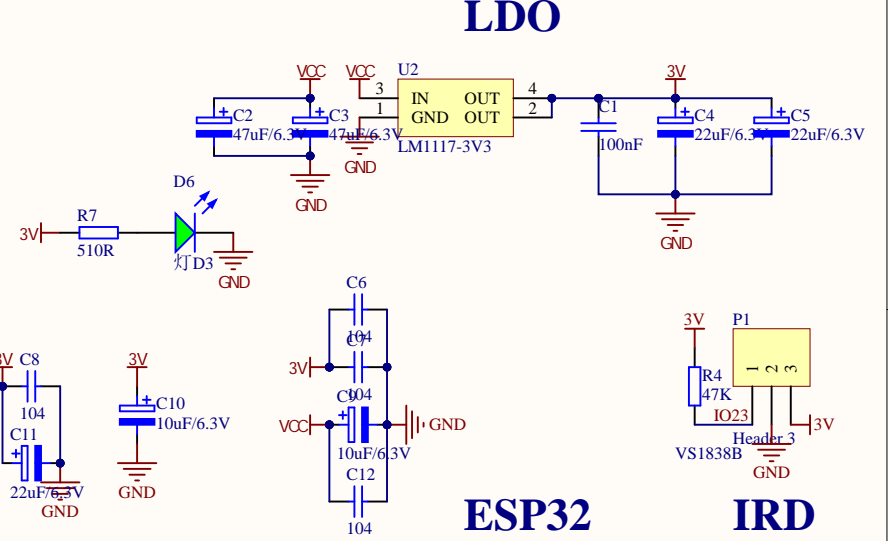 LDO
VCC
VCC
U2
3V
3
1
IN
GND
OUT
OUT
4
2
C2
47uF/6.3V
C3
47uF/6.3V
LM1117-3V3
GND
GND
C1
100nF
C4
22uF/6.3V
C5
22uF/6.3V
GND
D6
3V
R7
510R
灯D3
GND
C6
104
C7
104
3V
C9
10uF/6.3V
VCC
GND
C12
104
3V
C8
104
C11
22uF/6.3V
GND
3V
C10
10uF/6.3V
GND
3V
P1
R4
47K
1
2
3
IO23
3V
Header 3
VS1838B
GND
ESP32
IRD